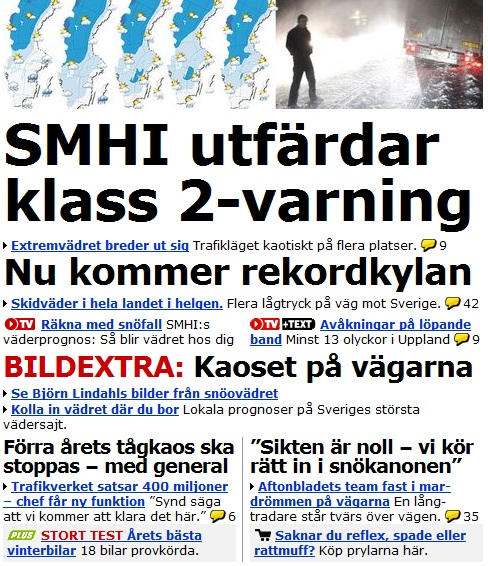 SMHI utfärdar
klass 2-varning
Extremvädret breder ut sig Trafikläget kaotiskt på flera platser. 9
Nu kommer rekordkylan
Skidväder i hela landet i helgen. Flera lågtryck på väg mot Sverige. 42
TV Räkna med snöfall SMHI:s
väderprognos: Så blir vädret hos dig
TV +TEXT Avåkningar på löpande
band Minst 13 olyckor i Uppland 9
BILDEXTRA: Kaoset på vägarna
Se Björn Lindahls bilder från snöovädret
Kolla in vädret där du bor Lokala prognoser på Sveriges största
vädersajt.
Förra årets tågkaos ska
stoppas – med general
Trafikverket satsar 400 miljoner
– chef får ny funktion ”Synd säga
att vi kommer att klara det här.” 6
PLUS STORT TEST Årets bästa
vinterbilar 18 bilar provkörda.
”Sikten är noll – vi kör
rätt in i snökanonen”
Aftonbladets team fast i mar-
drömmen på vägarna En lång-
tradare står tvärs över vägen. 35
Saknar du reflex, spade eller
rattmuff? Köp prylarna här.